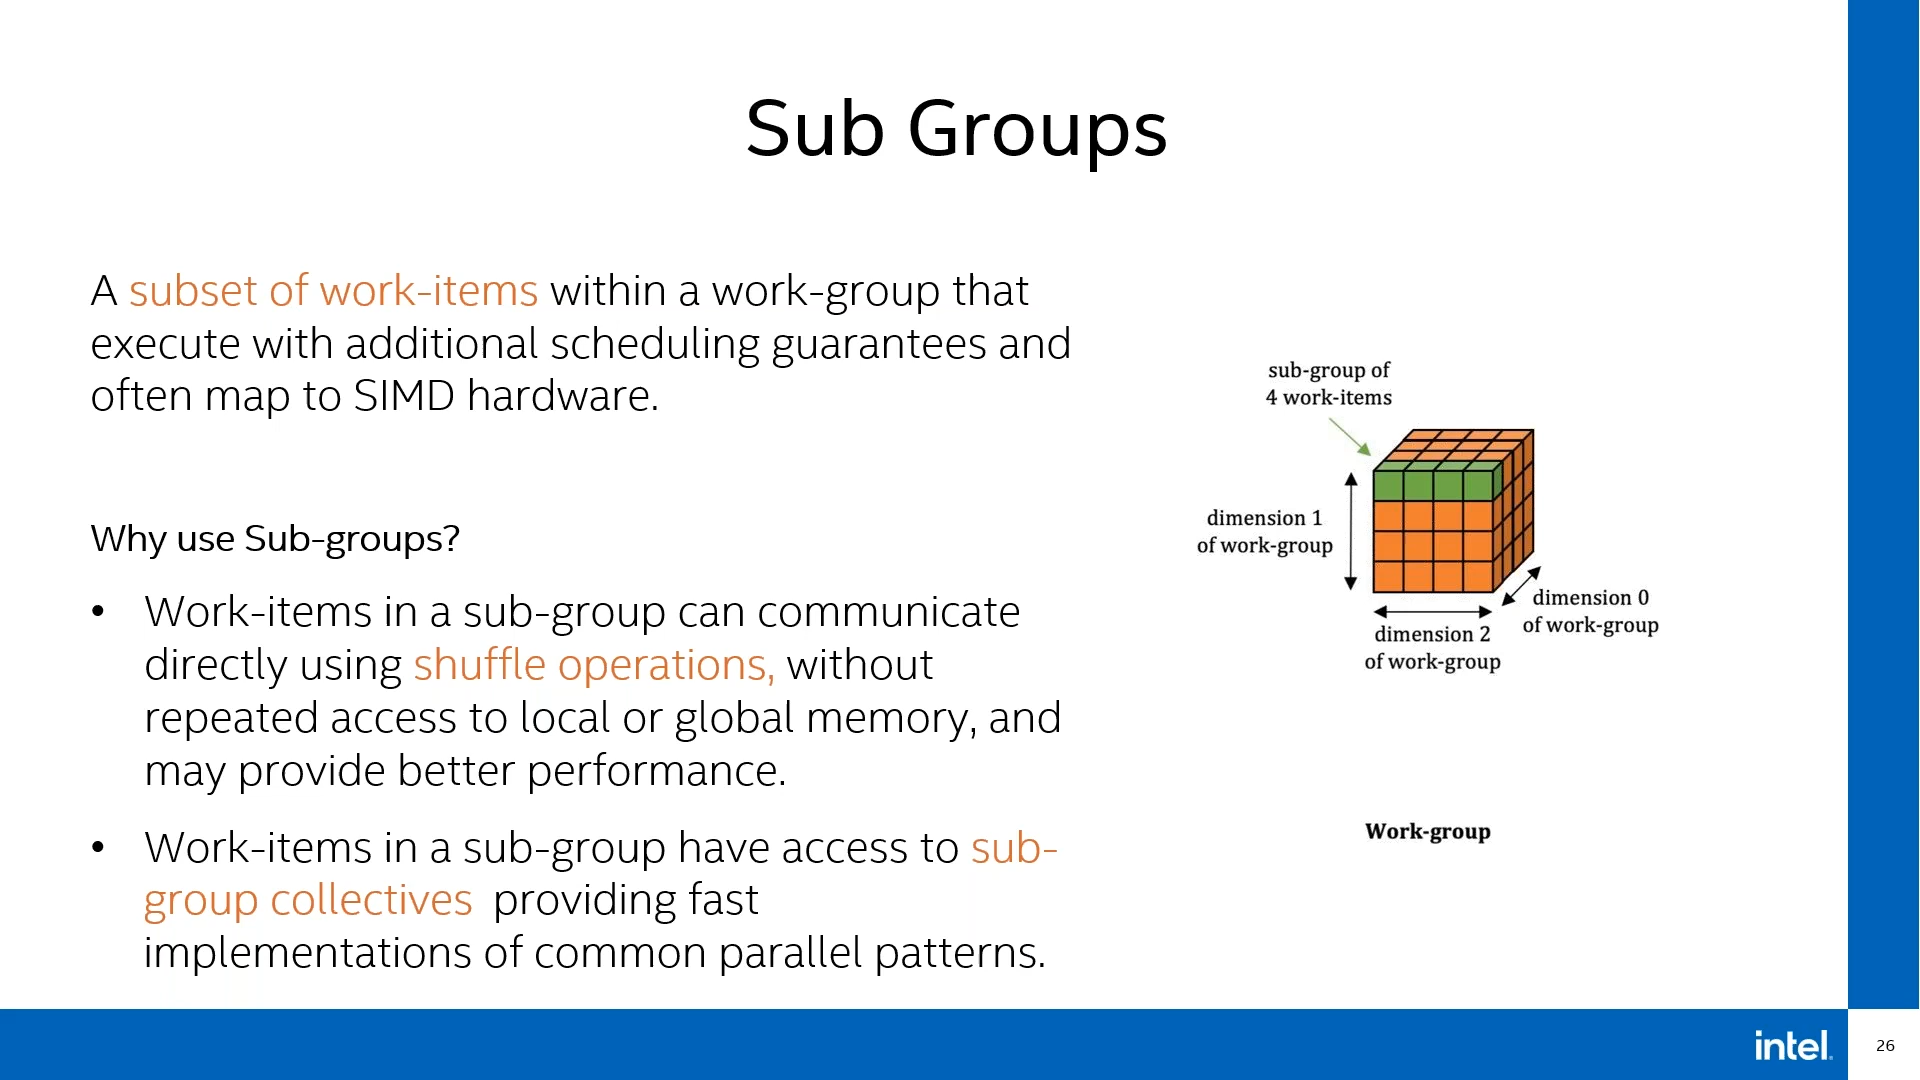 Sub Groups
A subset of work-items within a work-group that
execute with additional scheduling guarantees and
often map to SIMD hardware.
Why use Sub-groups?
• Work-items in a sub-group can communicate
directly using shuffle operations, without
repeated access to local or global memory, and
may provide better performance.
• Work-items in a sub-group have access to sub-
group collectives providing fast
implementations of common parallel patterns.
sub-group of
4 work-items
dimension 1
of work-group
dimension 0
of work-group
dimension 2
of work-group
Work-group
intel.
26